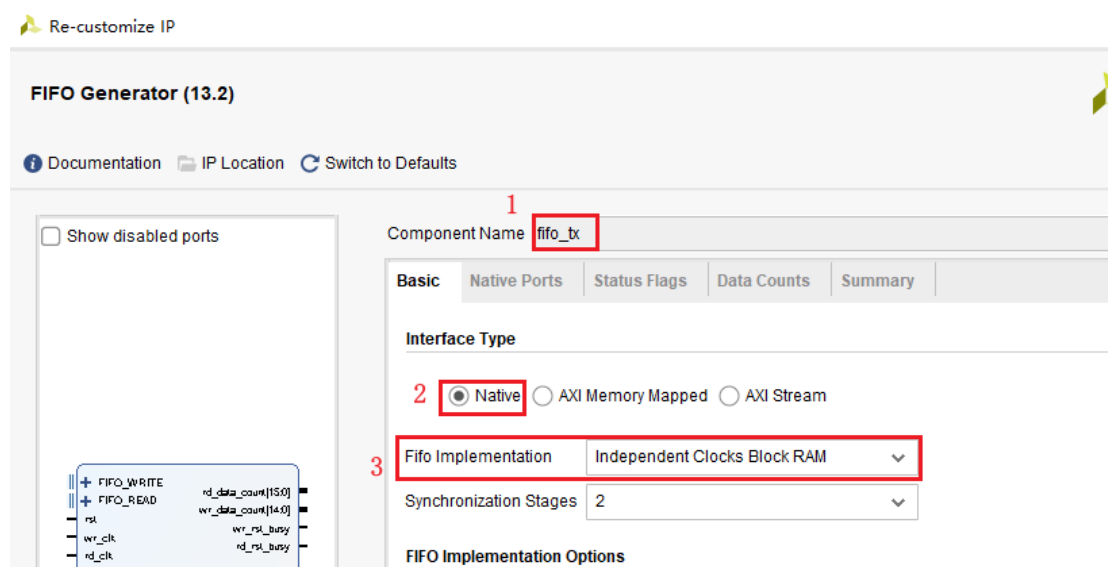 Re-customize IP
FIFO Generator (13.2)
Documentation IP Location Switch to Defaults
1
Show disabled ports
Component Name fifo_tx
Basic Native Ports Status Flags Data Counts Summary
Interface Type
2 Native AXI Memory Mapped AXI Stream
3 Fifo Implementation Independent Clocks Block RAM
Synchronization Stages 2
FIFO Implementation Options
FIFO_WRITE
FIFO_READ
rst
wr_clk
rd_clk
rd_data_count[15:0]
wr_data_count[14:0]
wr_rst_busy
rd_rst_busy